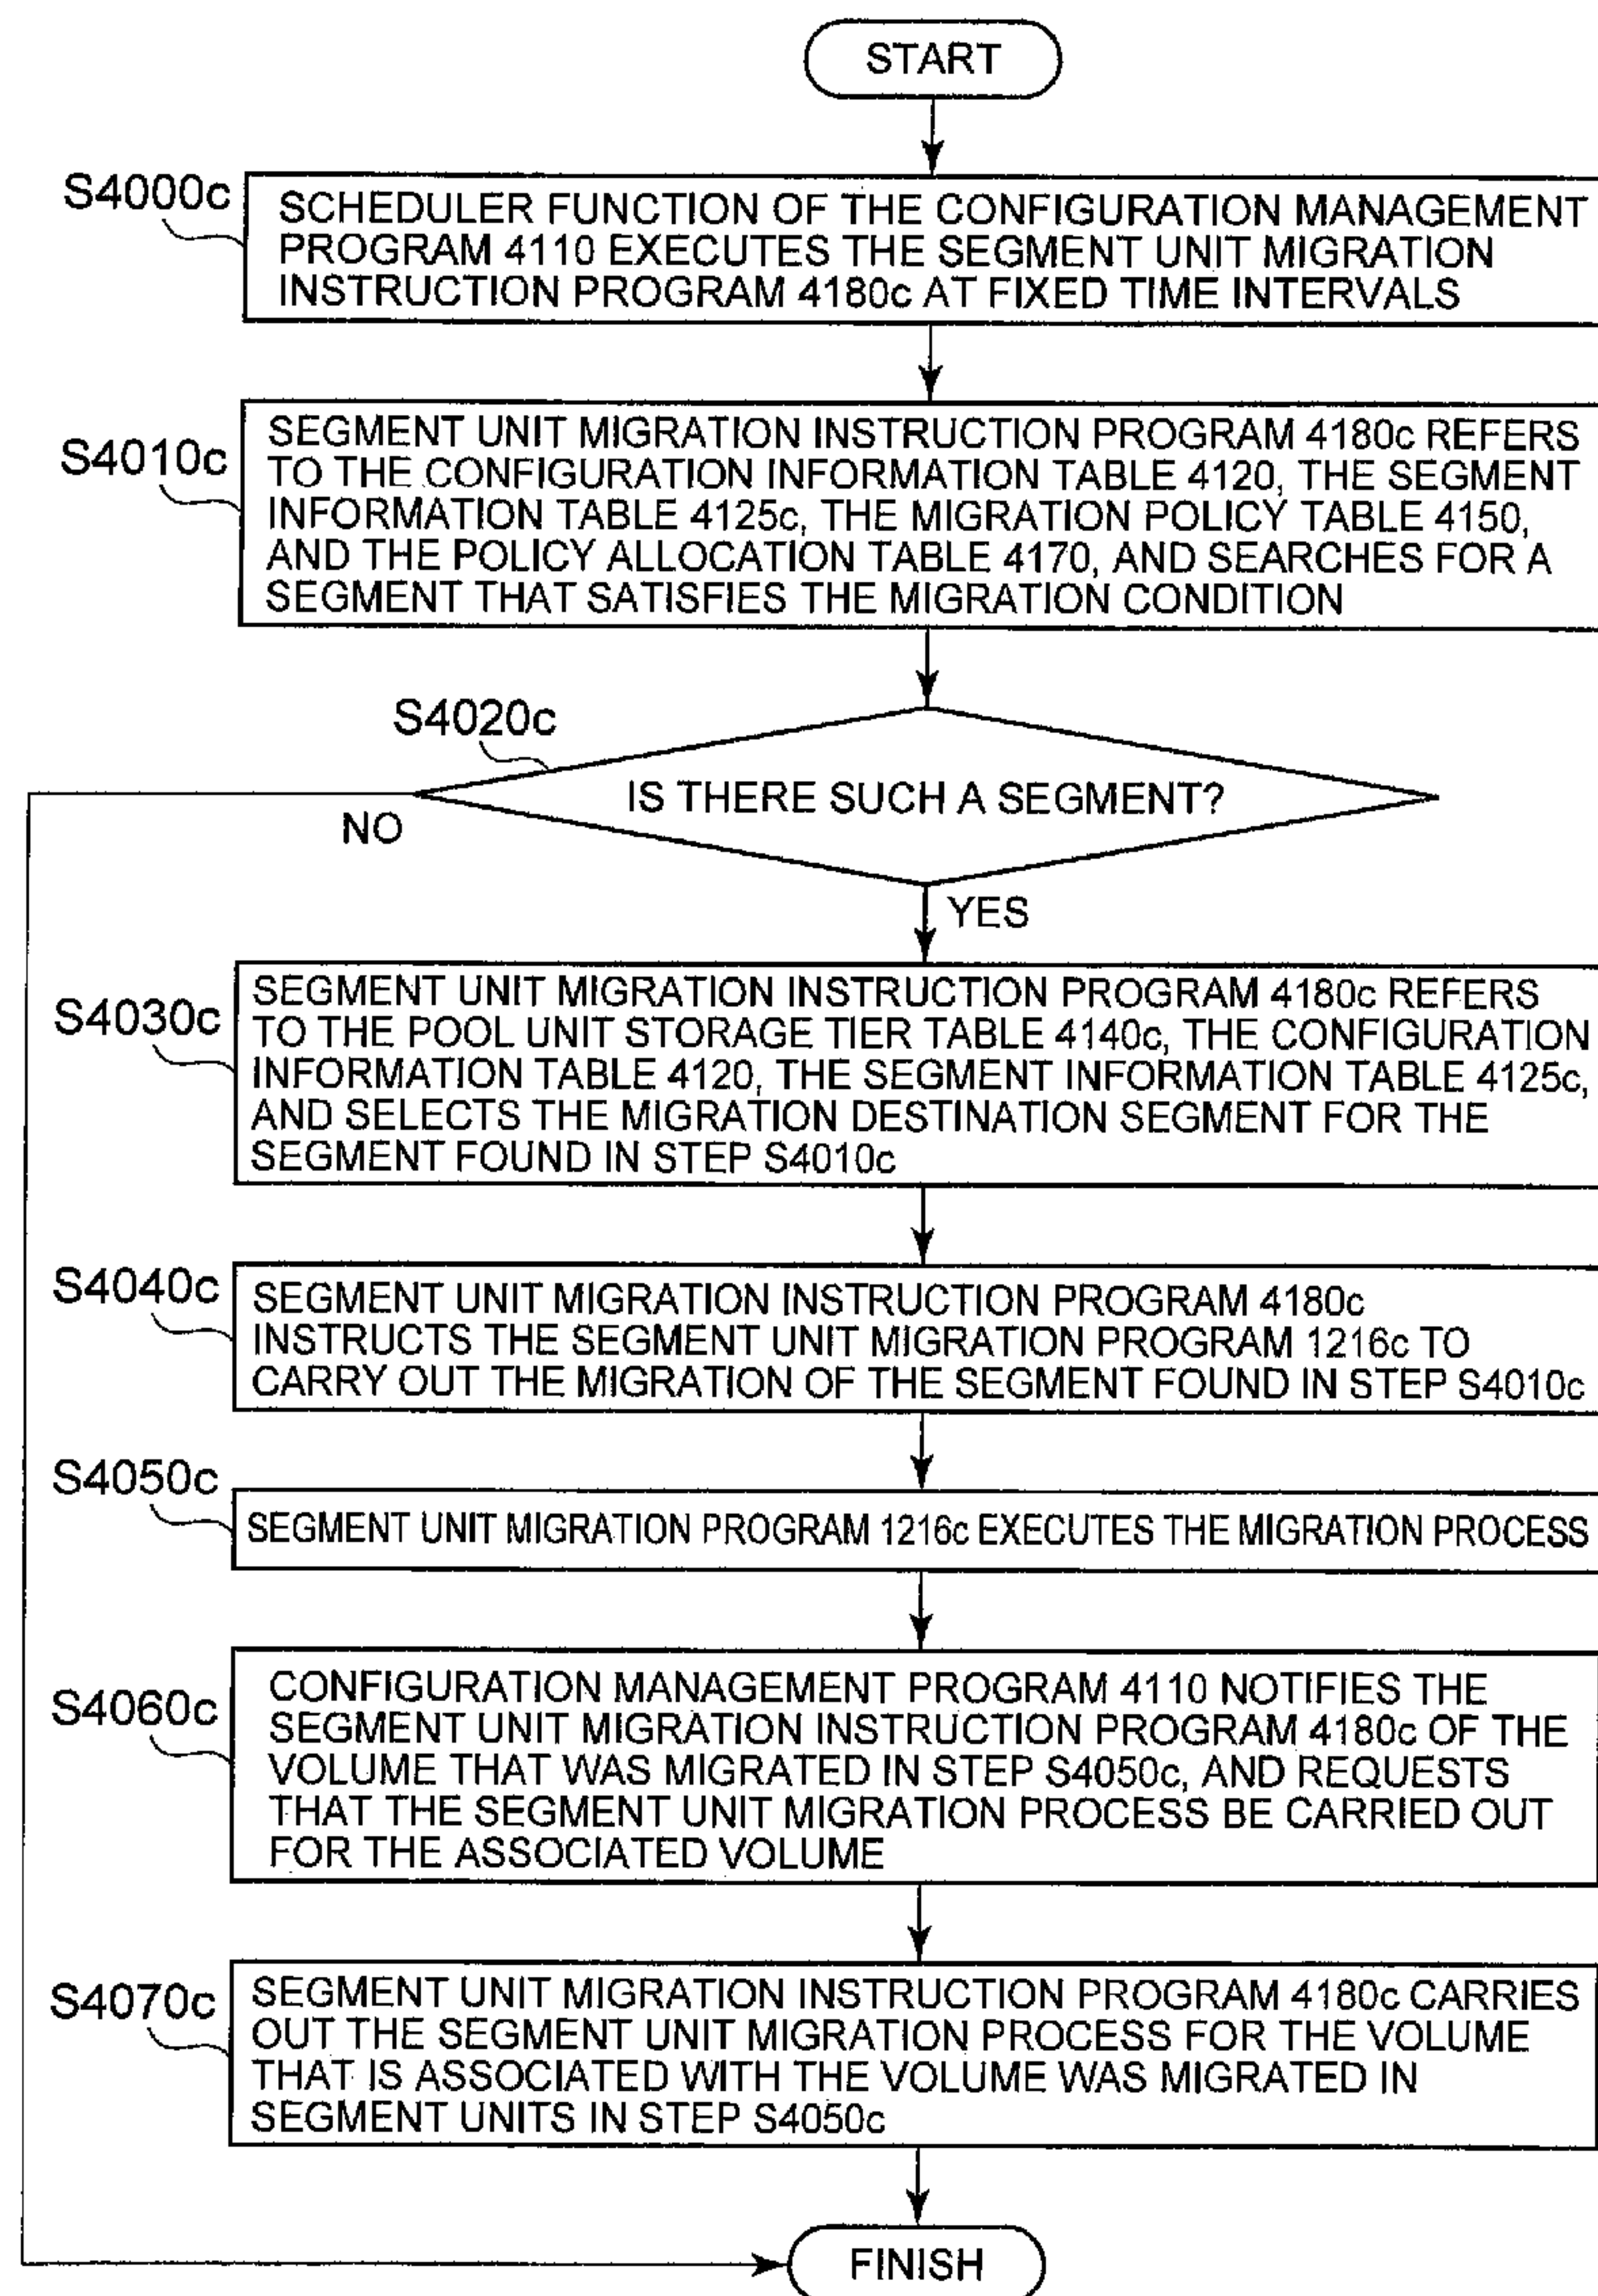 START
S4000c
SCHEDULER FUNCTION OF THE CONFIGURATION MANAGEMENT
PROGRAM 4110 EXECUTES THE SEGMENT UNIT MIGRATION
INSTRUCTION PROGRAM 4180c AT FIXED TIME INTERVALS
S4010c
SEGMENT UNIT MIGRATION INSTRUCTION PROGRAM 4180c REFERS
TO THE CONFIGURATION INFORMATION TABLE 4120, THE SEGMENT
INFORMATION TABLE 4125c, THE MIGRATION POLICY TABLE 4150,
AND THE POLICY ALLOCATION TABLE 4170, AND SEARCHES FOR A
SEGMENT THAT SATISFIES THE MIGRATION CONDITION
S4020c
IS THERE SUCH A SEGMENT?
NO
YES
S4030c
SEGMENT UNIT MIGRATION INSTRUCTION PROGRAM 4180c REFERS
TO THE POOL UNIT STORAGE TIER TABLE 4140c, THE CONFIGURATION
INFORMATION TABLE 4120, THE SEGMENT INFORMATION TABLE 4125c,
AND SELECTS THE MIGRATION DESTINATION SEGMENT FOR THE
SEGMENT FOUND IN STEP S4010c
S4040c
SEGMENT UNIT MIGRATION INSTRUCTION PROGRAM 4180c
INSTRUCTS THE SEGMENT UNIT MIGRATION PROGRAM 1216c TO
CARRY OUT THE MIGRATION OF THE SEGMENT FOUND IN STEP S4010c
S4050c
SEGMENT UNIT MIGRATION PROGRAM 1216c EXECUTES THE MIGRATION PROCESS
S4060c
CONFIGURATION MANAGEMENT PROGRAM 4110 NOTIFIES THE
SEGMENT UNIT MIGRATION INSTRUCTION PROGRAM 4180c OF THE
VOLUME THAT WAS MIGRATED IN STEP S4050c, AND REQUESTS
THAT THE SEGMENT UNIT MIGRATION PROCESS BE CARRIED OUT
FOR THE ASSOCIATED VOLUME
S4070c
SEGMENT UNIT MIGRATION INSTRUCTION PROGRAM 4180c CARRIES
OUT THE SEGMENT UNIT MIGRATION PROCESS FOR THE VOLUME
THAT IS ASSOCIATED WITH THE VOLUME WAS MIGRATED IN
SEGMENT UNITS IN STEP S4050c
FINISH